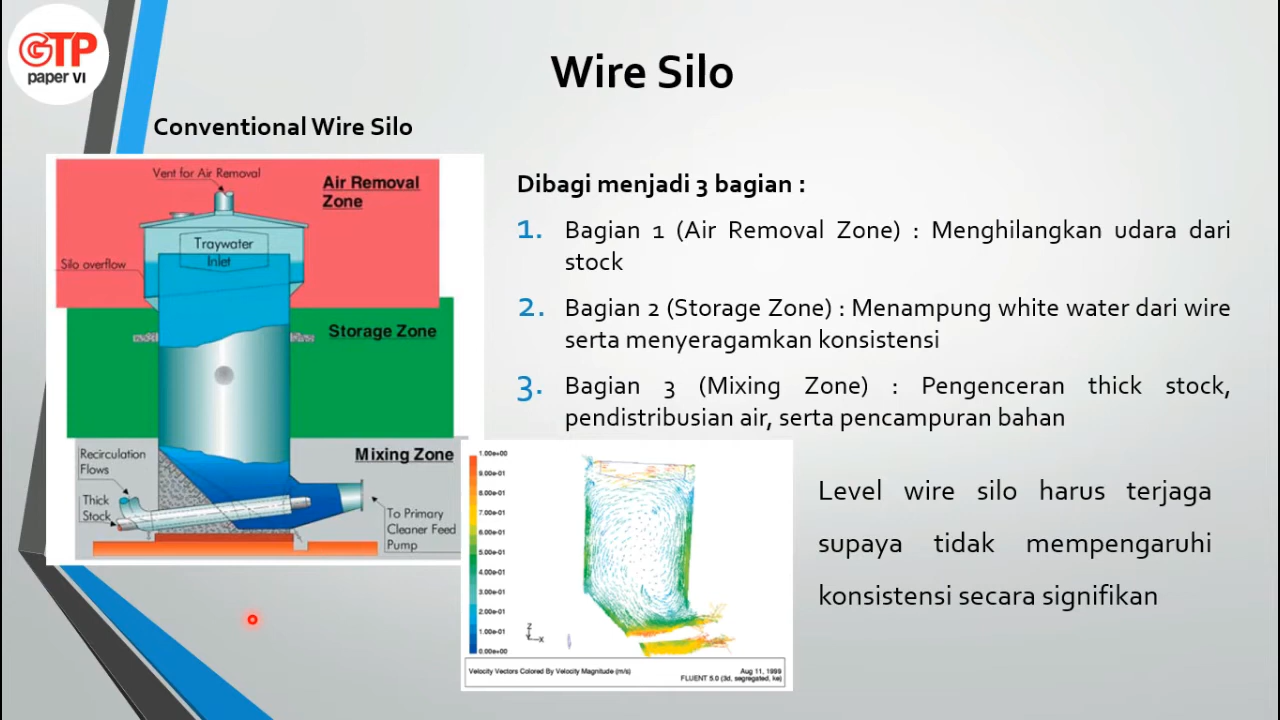 GTP
paper VI
Wire Silo
Conventional Wire Silo
Vent for Air Removal
Air Removal
Zone
Traywater
Inlet
Silo overflow
Storage Zone
Mixing Zone
Recirculation
Flows
Thick
Stock
To Primary
Cleaner Feed
Pump
Dibagi menjadi 3 bagian :
1. Bagian 1 (Air Removal Zone) : Menghilangkan udara dari
stock
2. Bagian 2 (Storage Zone) : Menampung white water dari wire
serta menyeragamkan konsistensi
3. Bagian 3 (Mixing Zone) : Pengenceran thick stock,
pendistribusian air, serta pencampuran bahan
1.00e+00
9.00e-01
8.00e-01
7.00e-01
6.00e-01
5.00e-01
4.00e-01
3.00e-01
2.00e-01
1.00e-01
0.00e+00
Z
X
Velocity Vectors Colored By Velocity Magnitude (m/s)
Aug 11, 1999
FLUENT 5.0 (3d, segregated, ke)
Level wire silo harus terjaga
supaya tidak mempengaruhi
konsistensi secara signifikan